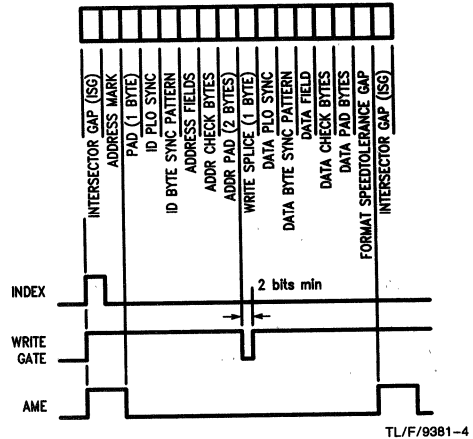 INTERSECTOR GAP (ISG)
ADDRESS MARK
PAD (1 BYTE)
ID PLO SYNC
ID BYTE SYNC PATTERN
ADDRESS FIELDS
ADDR CHECK BYTES
ADDR PAD (2 BYTES)
WRITE SPLICE (1 BYTE)
DATA PLO SYNC
DATA BYTE SYNC PATTERN
DATA FIELD
DATA CHECK BYTES
DATA PAD BYTES
FORMAT SPEEDTOLERANCE GAP
INTERSECTOR GAP (ISG)
INDEX
2 bits min
WRITE
GATE
AME
TL/F/9381-4